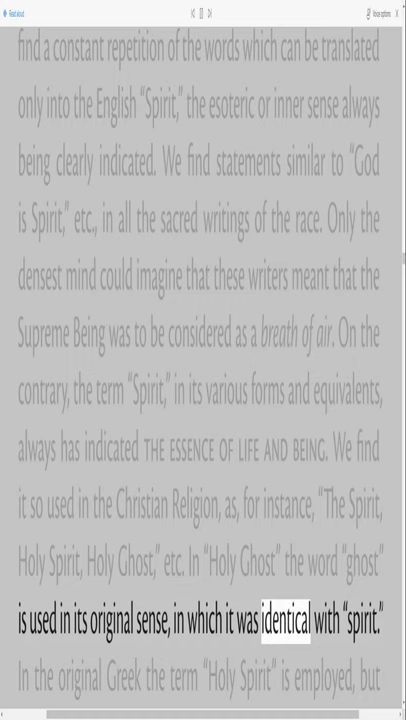 Read aloud
Voice options X
find a constant repetition of the words which can be translated
only into the English “Spirit,” the esoteric or inner sense always
being clearly indicated. We find statements similar to “God
is Spirit,” etc., in all the sacred writings of the race. Only the
densest mind could imagine that these writers meant that the
Supreme Being was to be considered as a breath of air. On the
contrary, the term “Spirit,” in its various forms and equivalents,
always has indicated THE ESSENCE OF LIFE AND BEING. We find
it so used in the Christian Religion, as, for instance, “The Spirit,
Holy Spirit, Holy Ghost,” etc. In “Holy Ghost” the word “ghost”
is used in its original sense, in which it was identical with “spirit.”
In the original Greek the term “Holy Spirit” is employed, but